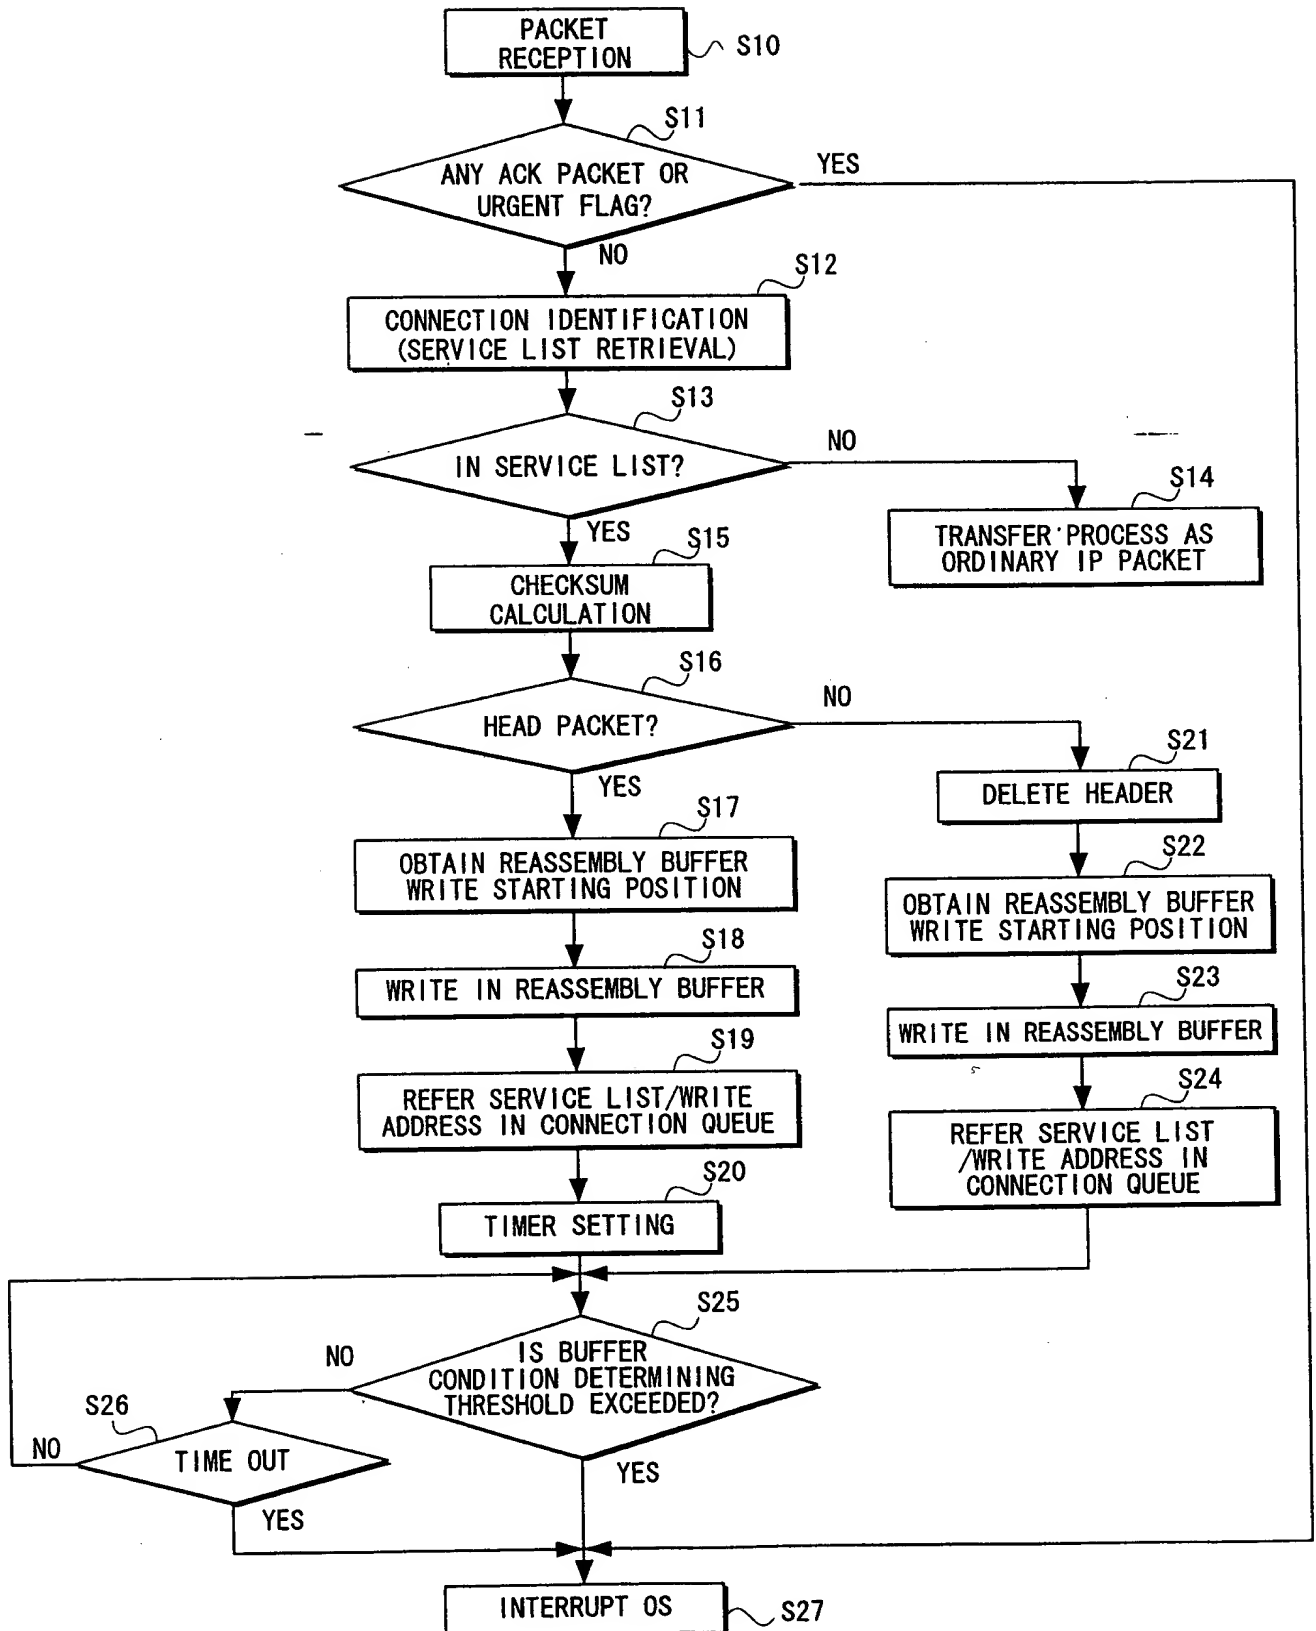 PACKET
RECEPTION
S10
S11
ANY ACK PACKET OR
URGENT FLAG?
YES
NO
S12
CONNECTION IDENTIFICATION
(SERVICE LIST RETRIEVAL)
S13
IN SERVICE LIST?
NO
S14
TRANSFER PROCESS AS
ORDINARY IP PACKET
YES
S15
CHECKSUM
CALCULATION
S16
HEAD PACKET?
NO
YES
S21
DELETE HEADER
S17
OBTAIN REASSEMBLY BUFFER
WRITE STARTING POSITION
S22
OBTAIN REASSEMBLY BUFFER
WRITE STARTING POSITION
S18
WRITE IN REASSEMBLY BUFFER
S23
WRITE IN REASSEMBLY BUFFER
S19
REFER SERVICE LIST/WRITE
ADDRESS IN CONNECTION QUEUE
S24
REFER SERVICE LIST
/WRITE ADDRESS IN
CONNECTION QUEUE
S20
TIMER SETTING
S25
IS BUFFER
CONDITION DETERMINING
THRESHOLD EXCEEDED?
NO
S26
TIME OUT
NO
YES
YES
INTERRUPT OS
S27